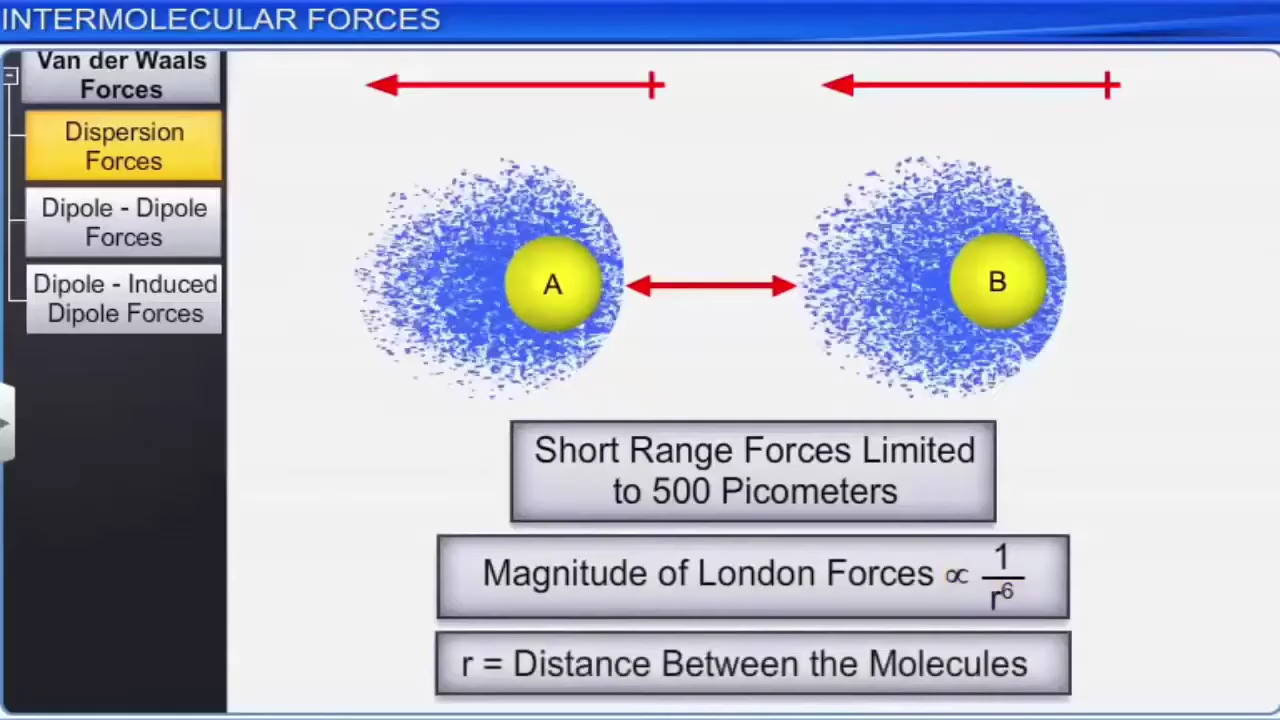 INTERMOLECULAR FORCES
Van der Waals
Forces
Dispersion
Forces
Dipole - Dipole
Forces
Dipole - Induced
Dipole Forces
A
B
Short Range Forces Limited
to 500 Picometers
Magnitude of London Forces ∝ 1/r⁶
r = Distance Between the Molecules